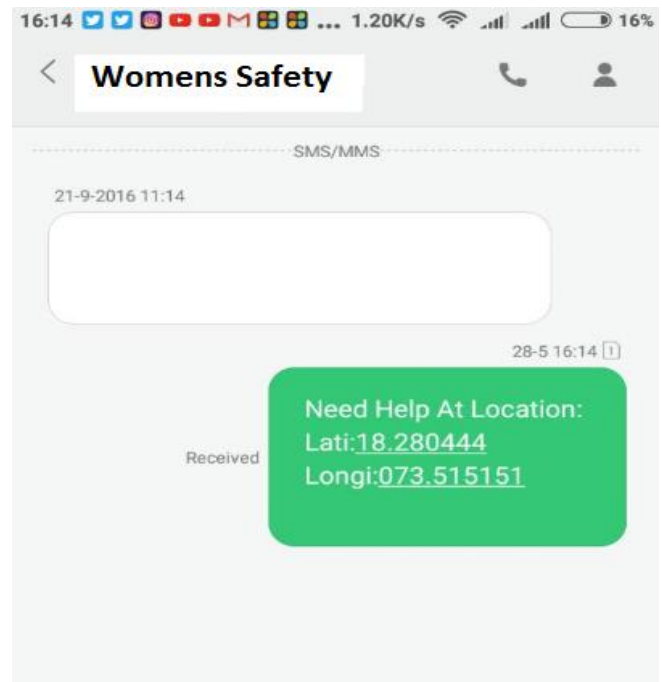 16:14 ... 1.20K/s 16%
Womens Safety
SMS/MMS
21-9-2016 11:14
28-5 16:14 1
Need Help At Location:
Lati:18.280444
Received
Longi:073.515151